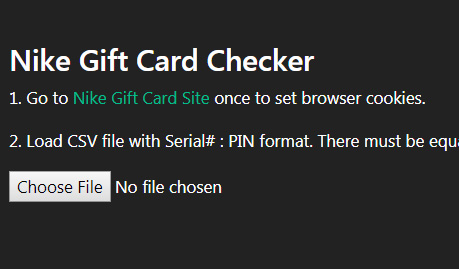 Nike Gift Card Checker
1. Go to Nike Gift Card Site once to set browser cookies.
2. Load CSV file with Serial# : PIN format. There must be equa
Choose File No file chosen